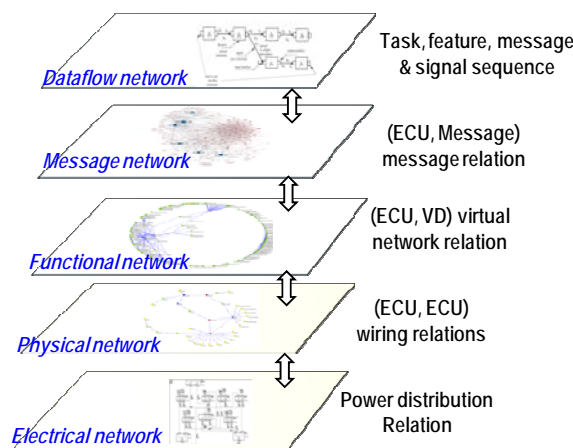 Task, feature, message
& signal sequence
Dataflow network
(ECU, Message)
message relation
Message network
(ECU, VD) virtual
network relation
Functional network
(ECU, ECU)
wiring relations
Physical network
Power distribution
Relation
Electrical network